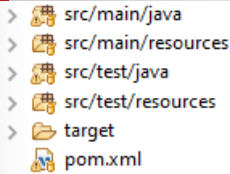 src/main/java
src/main/resources
src/test/java
src/test/resources
target
pom.xml